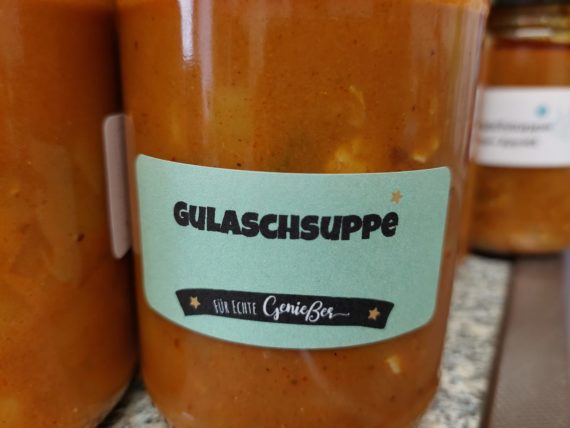 GULASCHSUPPE
FÜR ECHTE Genießer